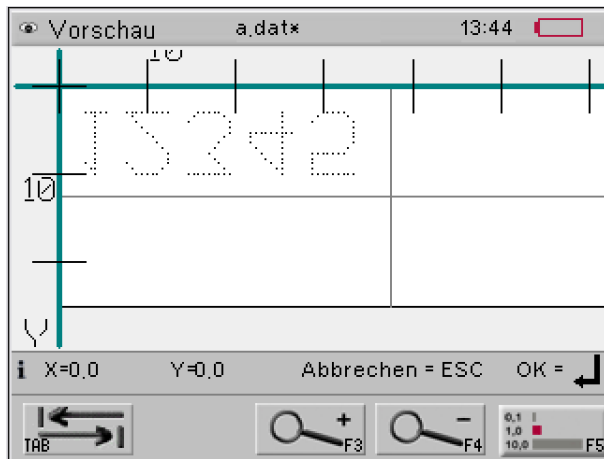 Vorschau a.dat* 13:44
10
12345
10
Y
i X=0,0 Y=0,0 Abbrechen = ESC OK =
TAB + F3 − F4 0,1 1,0 10,0 F5